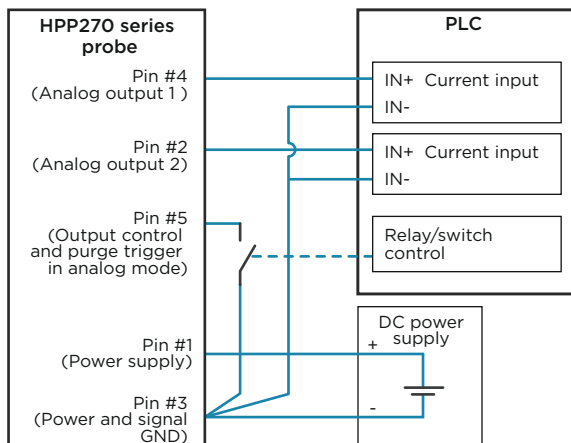 HPP270 series
probe
Pin #4
(Analog output 1 )
Pin #2
(Analog output 2)
Pin #5
(Output control
and purge trigger
in analog mode)
Pin #1
(Power supply)
Pin #3
(Power and signal
GND)
PLC
IN+ Current input
IN-
IN+ Current input
IN-
Relay/switch
control
DC power
supply
+
-